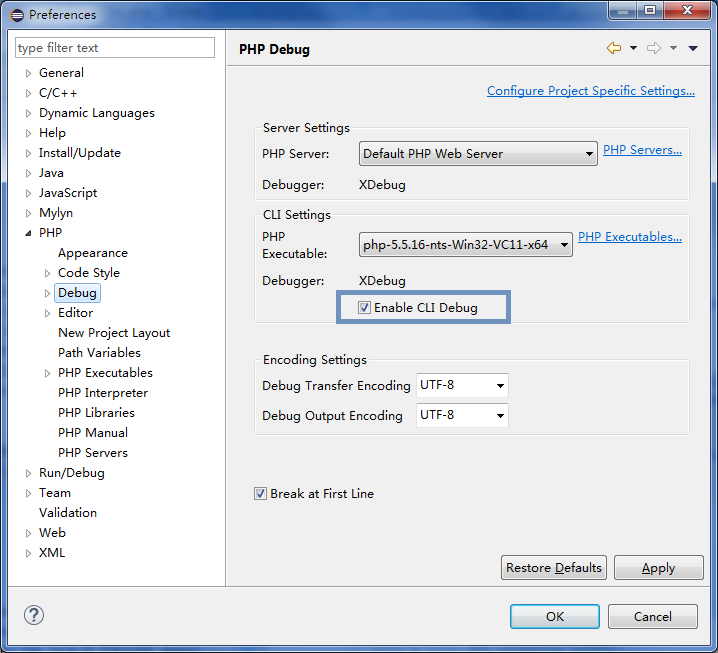 Preferences
type filter text
General
C/C++
Dynamic Languages
Help
Install/Update
Java
JavaScript
Mylyn
PHP
Appearance
Code Style
Debug
Editor
New Project Layout
Path Variables
PHP Executables
PHP Interpreter
PHP Libraries
PHP Manual
PHP Servers
Run/Debug
Team
Validation
Web
XML
PHP Debug
Configure Project Specific Settings...
Server Settings
PHP Server: Default PHP Web Server PHP Servers...
Debugger: XDebug
CLI Settings
PHP
Executable: php-5.5.16-nts-Win32-VC11-x64 PHP Executables...
Debugger: XDebug
Enable CLI Debug
Encoding Settings
Debug Transfer Encoding UTF-8
Debug Output Encoding UTF-8
Break at First Line
Restore Defaults Apply
? OK Cancel